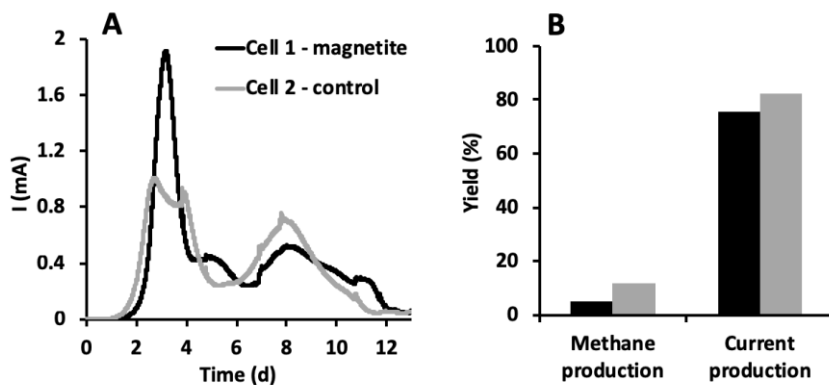 A
I (mA)
2
1.6
1.2
0.8
0.4
0
0 2 4 6 8 10 12
Time (d)
Cell 1 - magnetite
Cell 2 - control
B
Yield (%)
100
80
60
40
20
0
Methane
production
Current
production